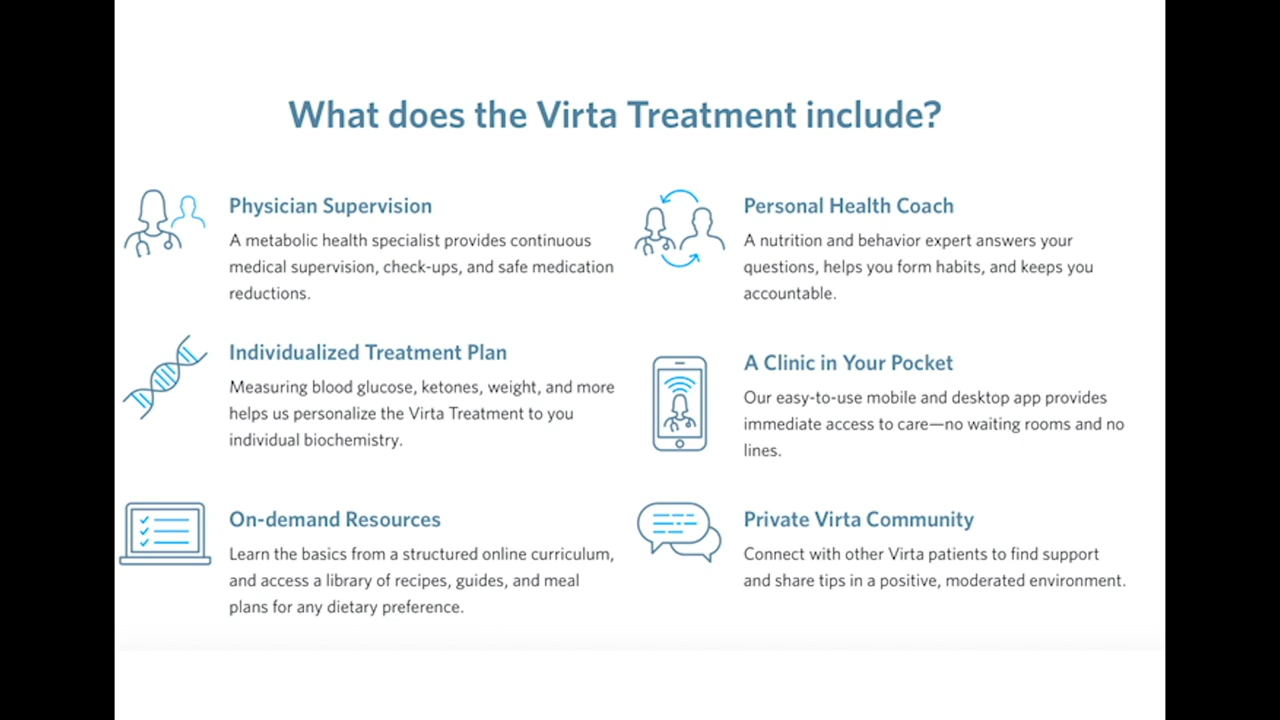 What does the Virta Treatment include?
Physician Supervision
A metabolic health specialist provides continuous
medical supervision, check-ups, and safe medication
reductions.
Personal Health Coach
A nutrition and behavior expert answers your
questions, helps you form habits, and keeps you
accountable.
Individualized Treatment Plan
Measuring blood glucose, ketones, weight, and more
helps us personalize the Virta Treatment to you
individual biochemistry.
A Clinic in Your Pocket
Our easy-to-use mobile and desktop app provides
immediate access to care—no waiting rooms and no
lines.
On-demand Resources
Learn the basics from a structured online curriculum,
and access a library of recipes, guides, and meal
plans for any dietary preference.
Private Virta Community
Connect with other Virta patients to find support
and share tips in a positive, moderated environment.